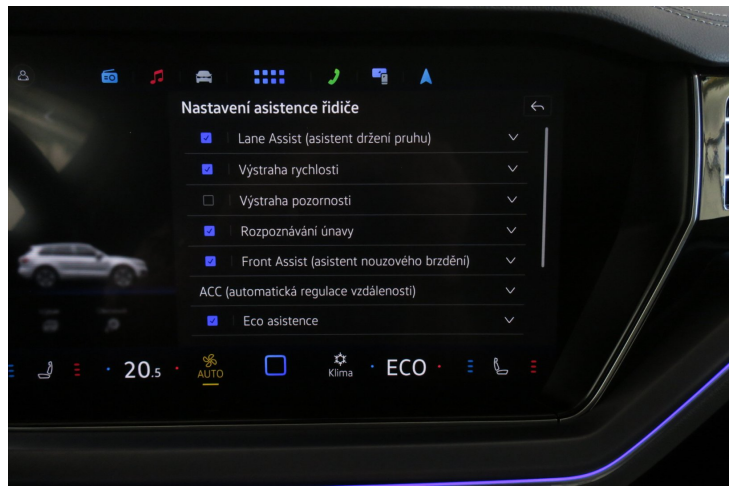 Nastavení asistence řidiče
Lane Assist (asistent držení pruhu)
Výstraha rychlosti
Výstraha pozornosti
Rozpoznávání únavy
Front Assist (asistent nouzového brzdění)
ACC (automatická regulace vzdálenosti)
Eco asistence
20.5 AUTO Klima ECO